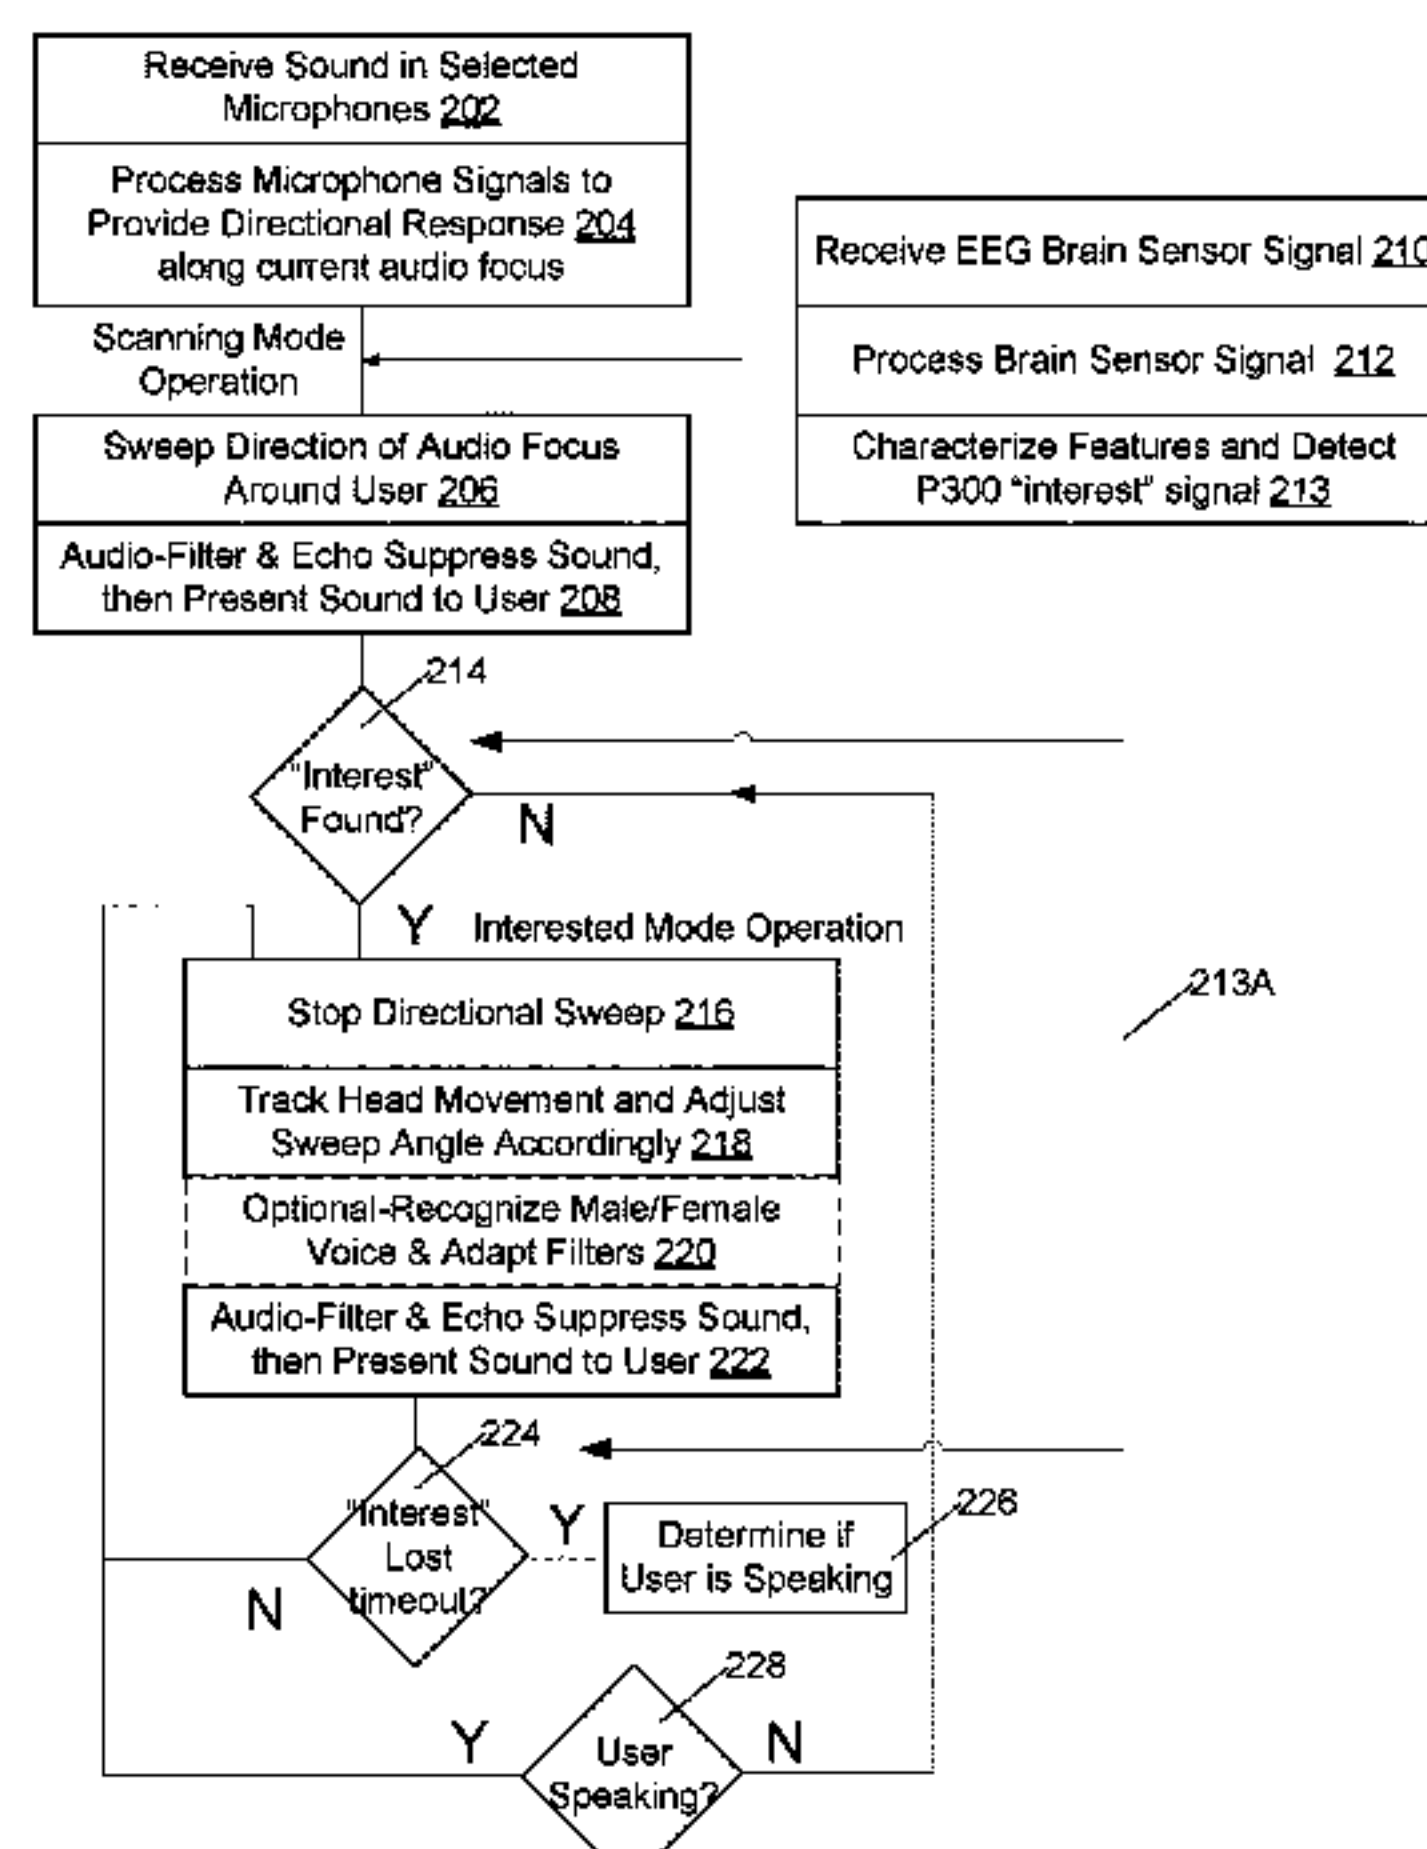 Receive Sound in Selected
Microphones 202
Process Microphone Signals to
Provide Directional Response 204
along current audio focus
Receive EEG Brain Sensor Signal 210
Process Brain Sensor Signal 212
Characterize Features and Detect
P300 "interest" signal 213
Scanning Mode
Operation
Sweep Direction of Audio Focus
Around User 206
Audio-Filter & Echo Suppress Sound,
then Present Sound to User 208
214
"Interest"
Found?
N
Y
Interested Mode Operation
213A
Stop Directional Sweep 216
Track Head Movement and Adjust
Sweep Angle Accordingly 218
Optional-Recognize Male/Female
Voice & Adapt Filters 220
Audio-Filter & Echo Suppress Sound,
then Present Sound to User 222
224
"Interest"
Lost
timeout?
Y
N
226
Determine if
User is Speaking
228
User
Speaking?
Y
N